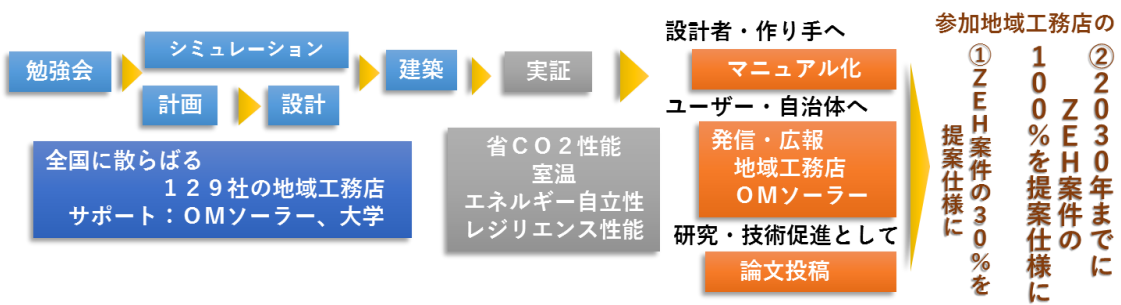 勉強会
シミュレーション
計画
設計
建築
実証
全国に散らばる
129社の地域工務店
サポート：OMソーラー、大学
省CO2性能
室温
エネルギー自立性
レジリエンス性能
設計者・作り手へ
マニュアル化
ユーザー・自治体へ
発信・広報
地域工務店
OMソーラー
研究・技術促進として
論文投稿
参加地域工務店の
①ZEH案件の30%を
提案仕様に
②2030年までに
ZEH案件の
100%を提案仕様に